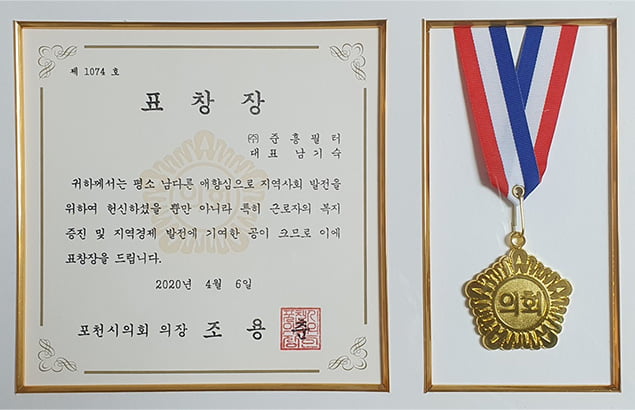 제 1074 호
표 창 장
㈜ 준 흥 필 터
대 표 남 기 숙
귀하께서는 평소 남다른 애향심으로 지역사회 발전을
위하여 헌신하셨을 뿐만 아니라 특히 근로자의 복지
증진 및 지역경제 발전에 기여한 공이 크므로 이에
표창장을 드립니다.
2020년 4월 6일
포천시의회 의장 조 용 춘
의회